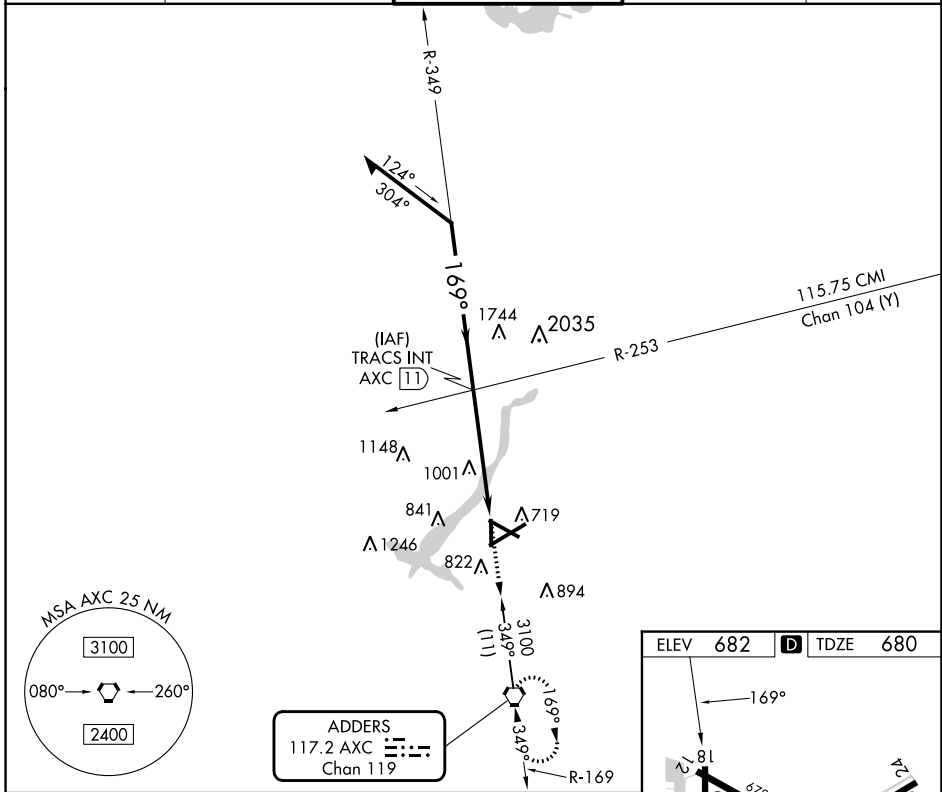 R-349
124°
304°
169°
1744
2035
115.75 CMI
Chan 104 (Y)
R-253
(IAF)
TRACS INT
AXC 11
1148
1001
841
719
1246
822
894
3100
349°
(11)
MSA AXC 25 NM
3100
080°
260°
2400
ADDERS
117.2 AXC
Chan 119
169°
349°
R-169
ELEV 682 D TDZE 680
169°
18
12
24